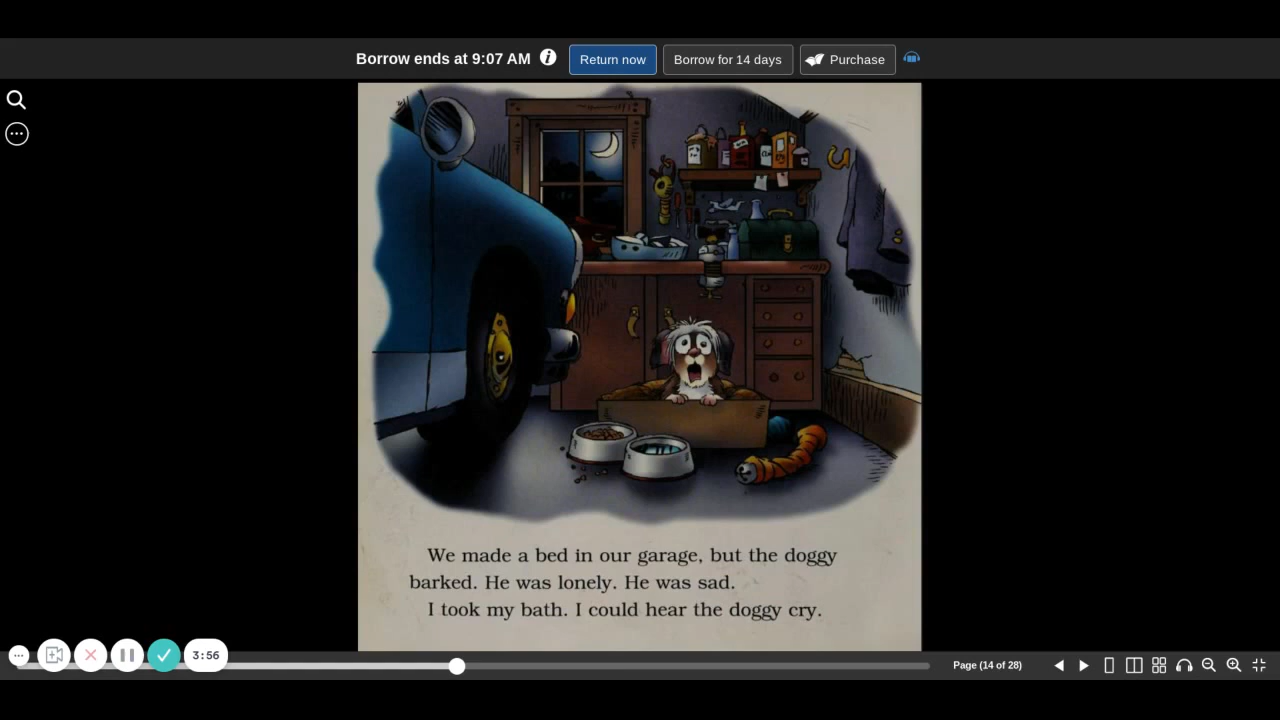 Borrow ends at 9:07 AM
Return now
Borrow for 14 days
Purchase
We made a bed in our garage, but the doggy
barked. He was lonely. He was sad.
I took my bath. I could hear the doggy cry.
3:56
Page (14 of 28)